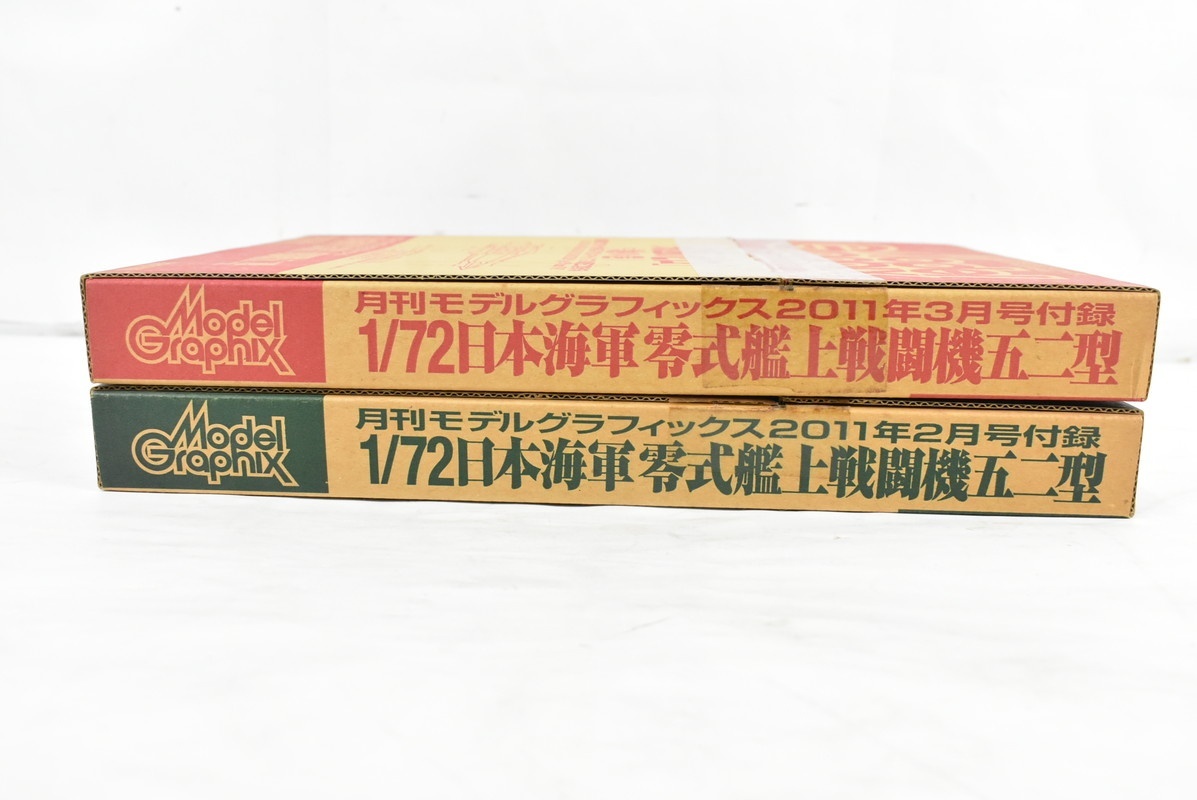 Model
Graphix
月刊モデルグラフィックス2011年3月号付録
1/72日本海軍零式艦上戦闘機五二型
Model
Graphix
月刊モデルグラフィックス2011年2月号付録
1/72日本海軍零式艦上戦闘機五二型